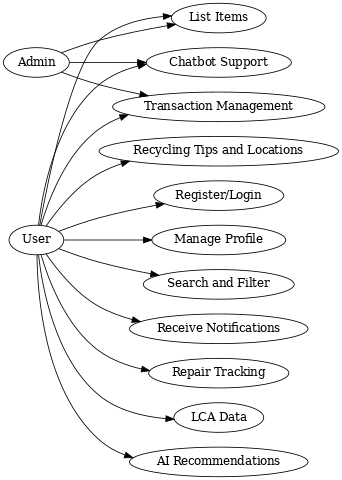 List Items
Admin
Chatbot Support
Transaction Management
Recycling Tips and Locations
Register/Login
User
Manage Profile
Search and Filter
Receive Notifications
Repair Tracking
LCA Data
AI Recommendations